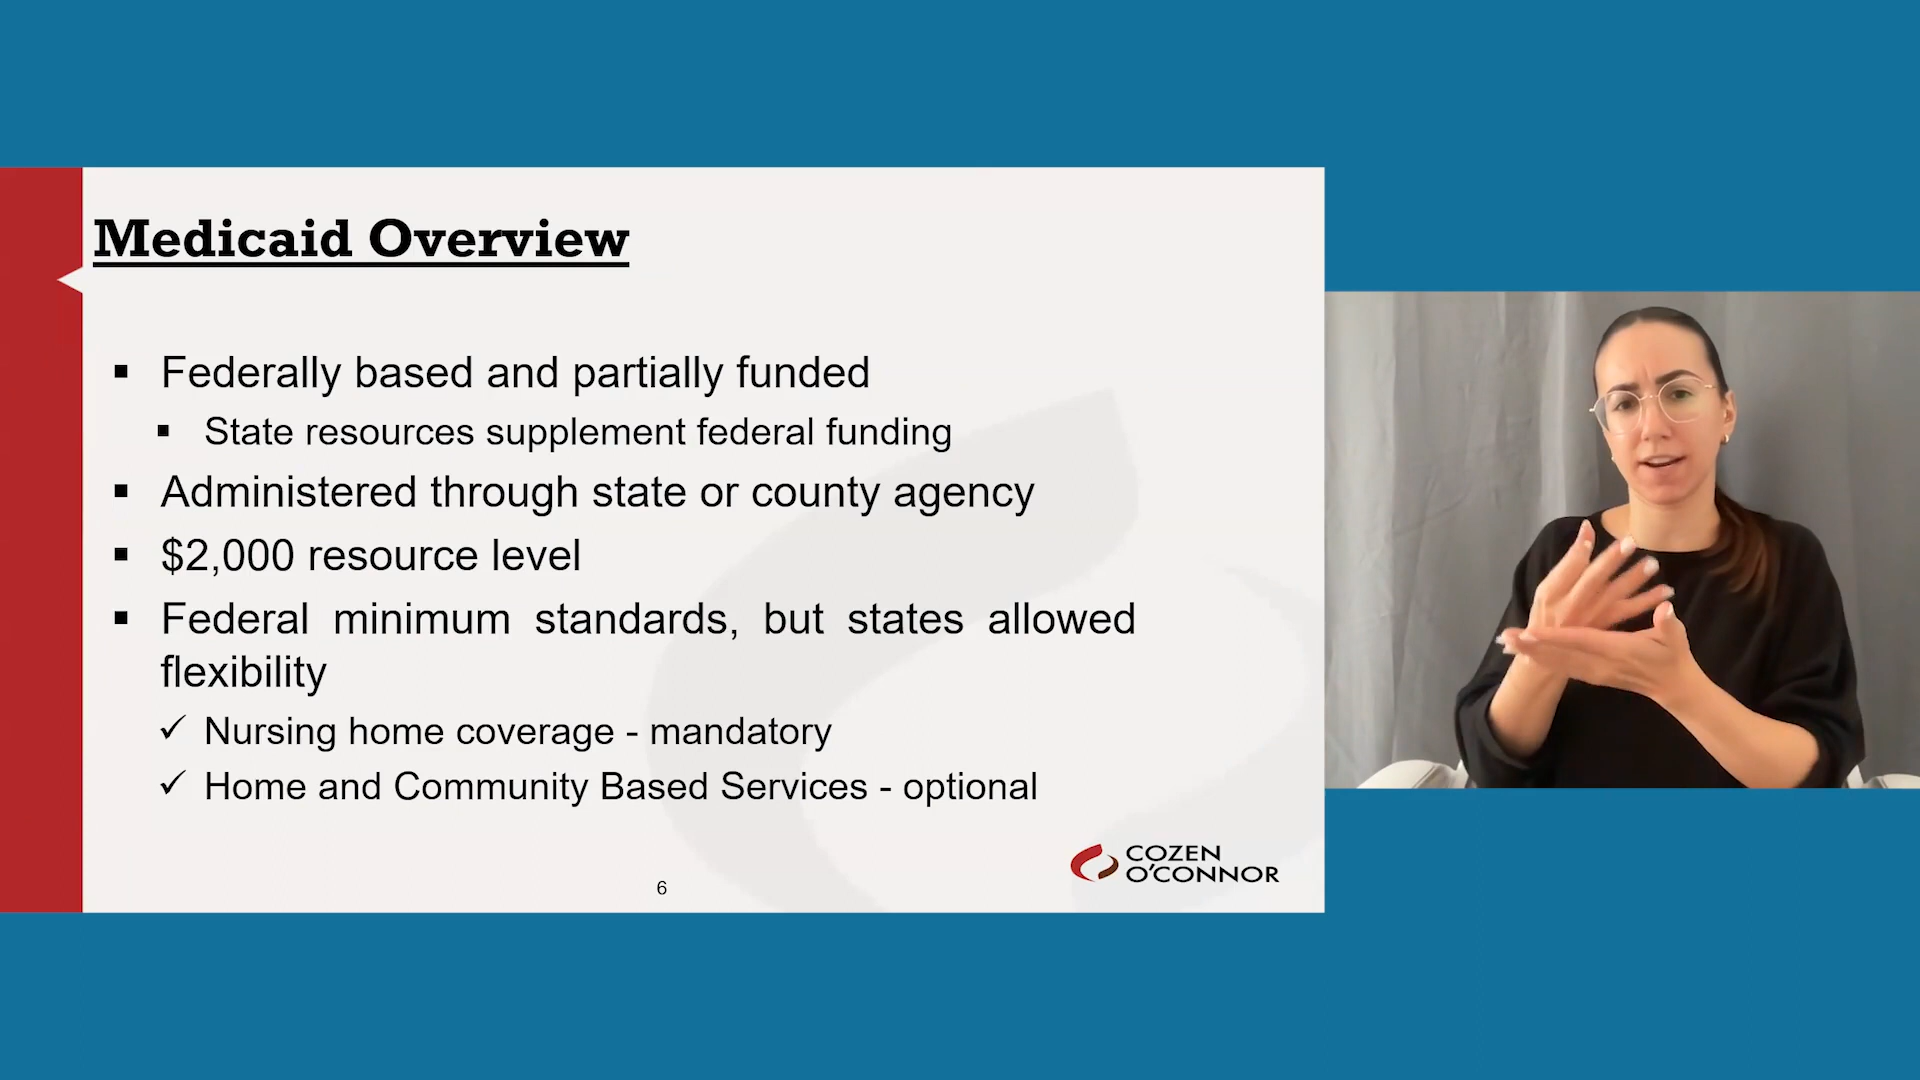 Medicaid Overview
▪ Federally based and partially funded
▪ State resources supplement federal funding
▪ Administered through state or county agency
▪ $2,000 resource level
▪ Federal minimum standards, but states allowed
flexibility
✓ Nursing home coverage - mandatory
✓ Home and Community Based Services - optional
COZEN
O'CONNOR
6